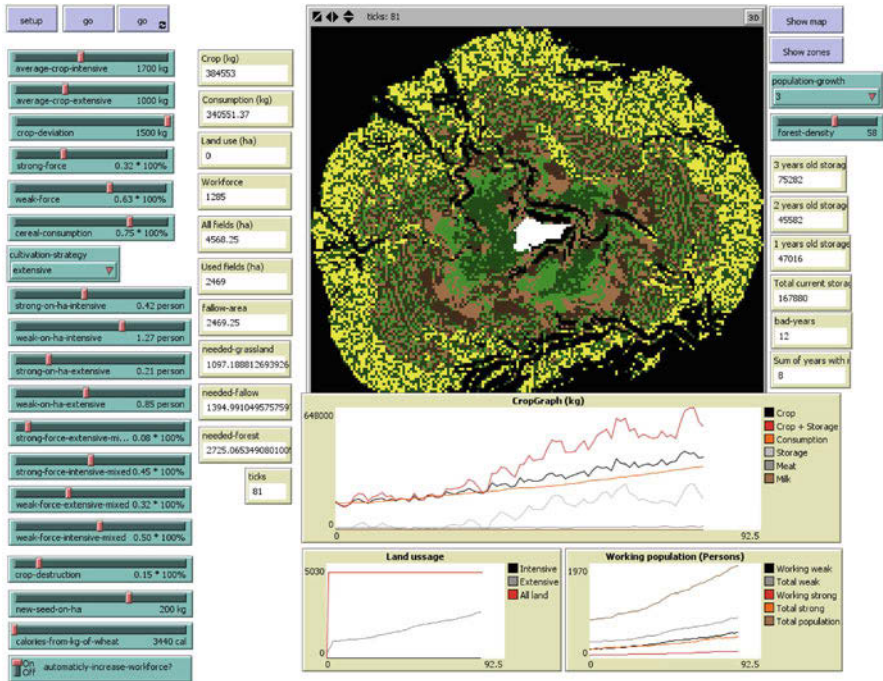 setup
go
go
average-crop-intensive 1700 kg
average-crop-extensive 1000 kg
crop-deviation 1500 kg
strong-force 0.32 * 100%
weak-force 0.63 * 100%
cereal-consumption 0.75 * 100%
cultivation-strategy
extensive
strong-on-ha-intensive 0.42 person
weak-on-ha-intensive 1.27 person
strong-on-ha-extensive 0.21 person
weak-on-ha-extensive 0.85 person
strong-force-extensive-mi... 0.08 * 100%
strong-force-intensive-mixed 0.45 * 100%
weak-force-extensive-mixed 0.32 * 100%
weak-force-intensive-mixed 0.50 * 100%
crop-destruction 0.15 * 100%
new-seed-on-ha 200 kg
calories-from-kg-of-wheat 3440 cal
On
Off
automaticly-increase-workforce?
Crop (kg)
384553
Consumption (kg)
340551.37
Land use (ha)
0
Workforce
1285
All fields (ha)
4568.25
Used fields (ha)
2469
fallow-area
2469.25
needed-grassland
1097.188812693926
needed-fallow
1394.991049575759
needed-forest
2725.065349080100
ticks
81
ticks: 81
3D
Show map
Show zones
population-growth
3
forest-density 58
3 years old storag
75282
2 years old storag
45582
1 years old storage
47016
Total current storag
167880
bad-years
12
Sum of years with
8
CropGraph (kg)
648000
0
0
92.5
Crop
Crop + Storage
Consumption
Storage
Meat
Milk
Land ussage
5030
0
0
92.5
Intensive
Extensive
All land
Working population (Persons)
1970
0
0
92.5
Working weak
Total weak
Working strong
Total strong
Total population